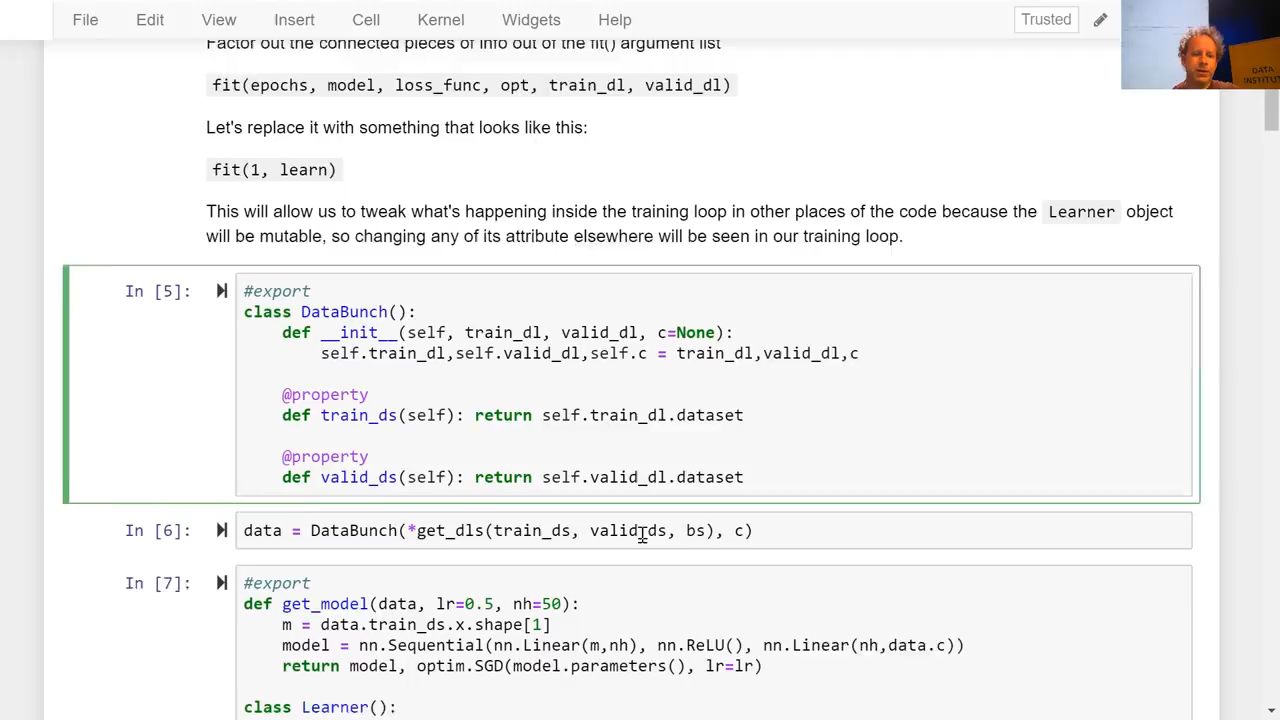 File Edit View Insert Cell Kernel Widgets Help Trusted
Factor out the connected pieces of info out of the fit() argument list
fit(epochs, model, loss_func, opt, train_dl, valid_dl)
Let's replace it with something that looks like this:
fit(1, learn)
This will allow us to tweak what's happening inside the training loop in other places of the code because the Learner object
will be mutable, so changing any of its attribute elsewhere will be seen in our training loop.
In [5]:
#export
class DataBunch():
    def __init__(self, train_dl, valid_dl, c=None):
        self.train_dl,self.valid_dl,self.c = train_dl,valid_dl,c
    @property
    def train_ds(self): return self.train_dl.dataset
    @property
    def valid_ds(self): return self.valid_dl.dataset
In [6]:
data = DataBunch(*get_dls(train_ds, valid_ds, bs), c)
In [7]:
#export
def get_model(data, lr=0.5, nh=50):
    m = data.train_ds.x.shape[1]
    model = nn.Sequential(nn.Linear(m,nh), nn.ReLU(), nn.Linear(nh,data.c))
    return model, optim.SGD(model.parameters(), lr=lr)
class Learner():
DATA